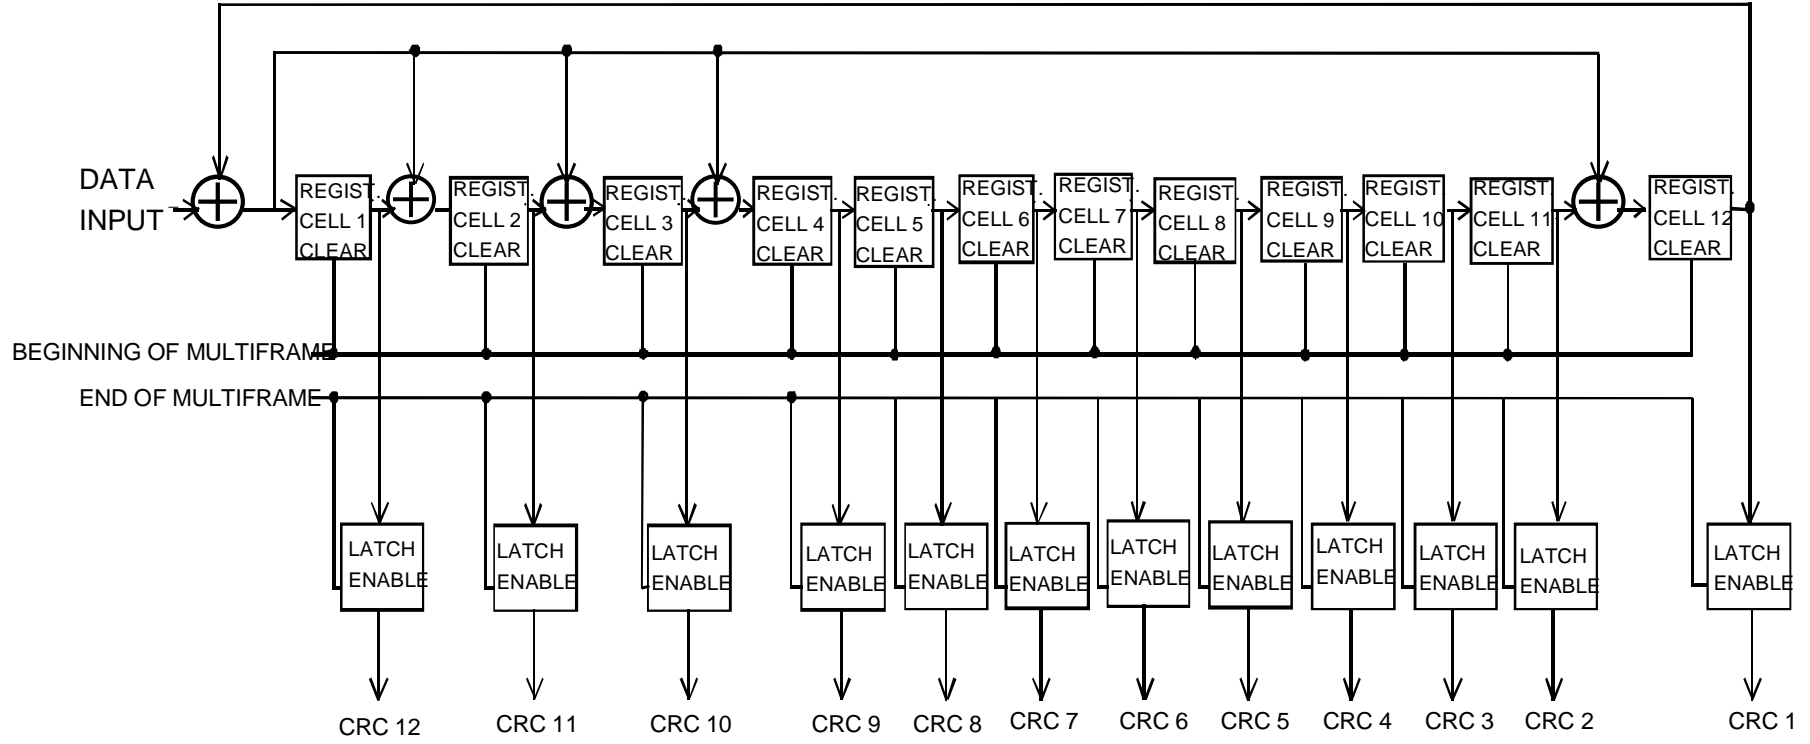 DATA
INPUT
REGIST.
CELL 1
CLEAR
REGIST.
CELL 2
CLEAR
REGIST.
CELL 3
CLEAR
REGIST.
CELL 4
CLEAR
REGIST.
CELL 5
CLEAR
REGIST.
CELL 6
CLEAR
REGIST.
CELL 7
CLEAR
REGIST.
CELL 8
CLEAR
REGIST.
CELL 9
CLEAR
REGIST.
CELL 10
CLEAR
REGIST.
CELL 11
CLEAR
REGIST.
CELL 12
CLEAR
BEGINNING OF MULTIFRAME
END OF MULTIFRAME
LATCH
ENABLE
LATCH
ENABLE
LATCH
ENABLE
LATCH
ENABLE
LATCH
ENABLE
LATCH
ENABLE
LATCH
ENABLE
LATCH
ENABLE
LATCH
ENABLE
LATCH
ENABLE
LATCH
ENABLE
LATCH
ENABLE
CRC 12
CRC 11
CRC 10
CRC 9
CRC 8
CRC 7
CRC 6
CRC 5
CRC 4
CRC 3
CRC 2
CRC 1